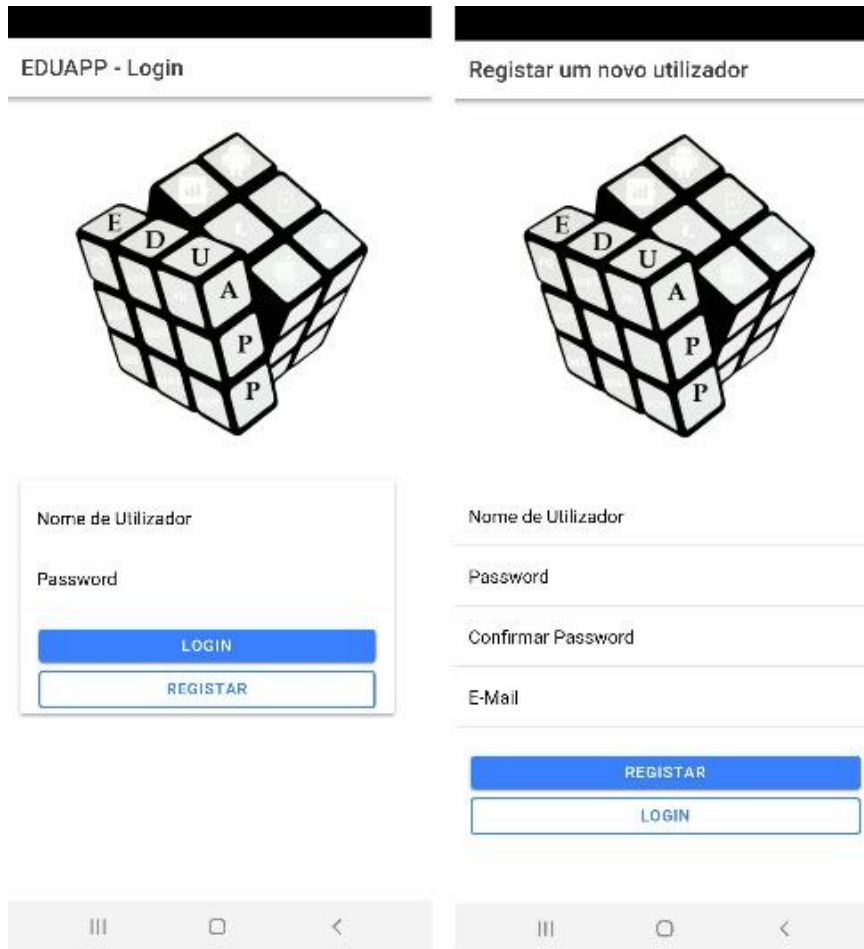 EDUAPP - Login
E
D
U
A
P
P
Nome de Utilizador
Password
LOGIN
REGISTAR
Registar um novo utilizador
E
D
U
A
P
P
Nome de Utilizador
Password
Confirmar Password
E-Mail
REGISTAR
LOGIN